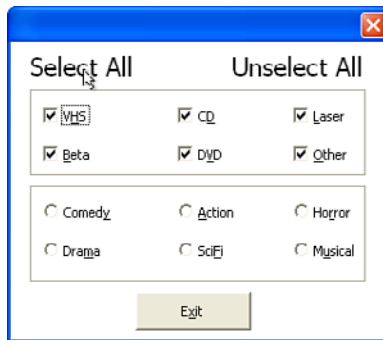 Select All Unselect All
VHS CD Laser
Beta DVD Other
Comedy Action Horror
Drama SciFi Musical
Exit